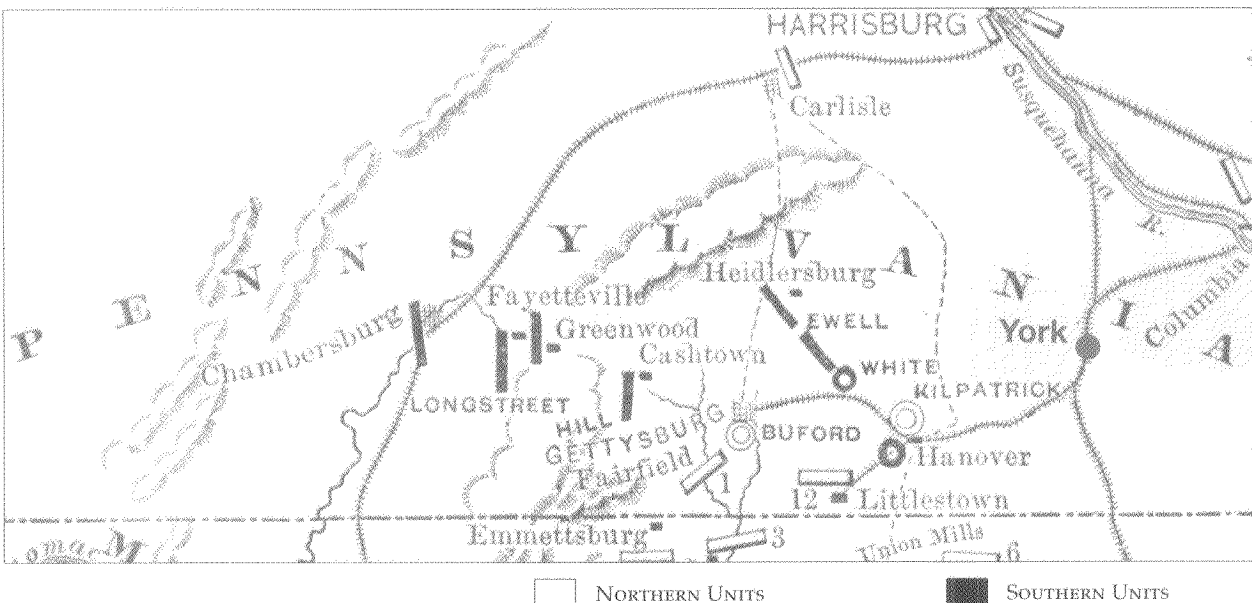 HARRISBURG
Carlisle
Susquehanna R.
PENNSYLVANIA
Heidlersburg
Columbia
Fayetteville
Chambersburg
Greenwood
EWELL
York
Cashtown
WHITE
KILPATRICK
LONGSTREET
HILL
GETTYSBURG
BUFORD
Fairfield
Hanover
1
12
Littlestown
Emmettsburg
3
Union Mills
6
M
NORTHERN UNITS
SOUTHERN UNITS